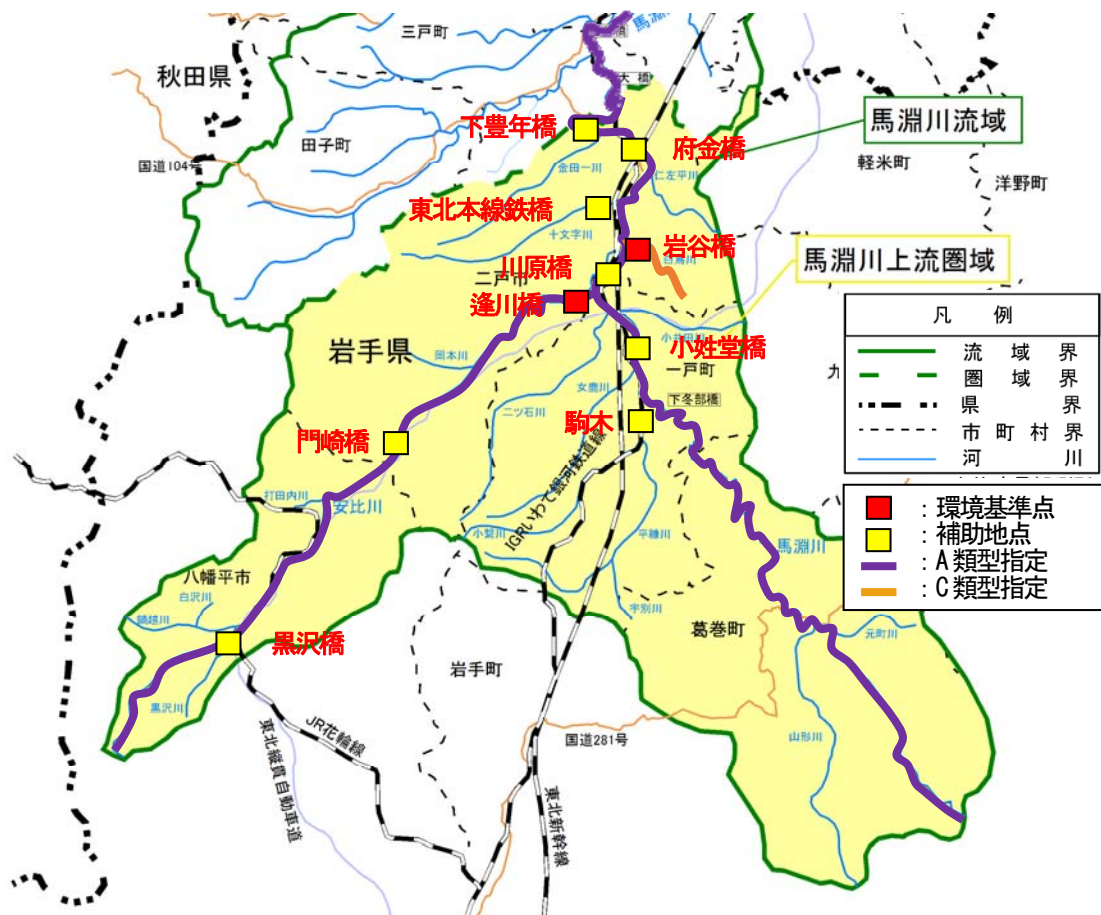 三戸町
馬淵
秋田県
大橋
馬淵川流域
下豊年橋
府金橋
田子町
軽米町
国道104号
金田一川
仁左平川
洋野町
東北本線鉄橋
十文字川
岩谷橋
馬淵川上流圏域
川原橋
白鳥川
二戸市
逢川橋
凡 例
流 域 界
圏 域 界
県 界
市 町 村 界
河 川
岩手県
小姓堂橋
岡本川
一戸町
九
女鹿川
下冬部橋
二ツ石川
駒木
門崎橋
IGRいわて銀河鉄道線
打田内川
安比川
：環境基準点
：補助地点
：A類型指定
：C類型指定
小繋川
平糠川
馬淵川
八幡平市
白沢川
宇別川
葛巻町
元町川
黒沢橋
岩手町
黒沢川
JR花輪線
国道281号
山形川
東北縦貫自動車道
東北新幹線